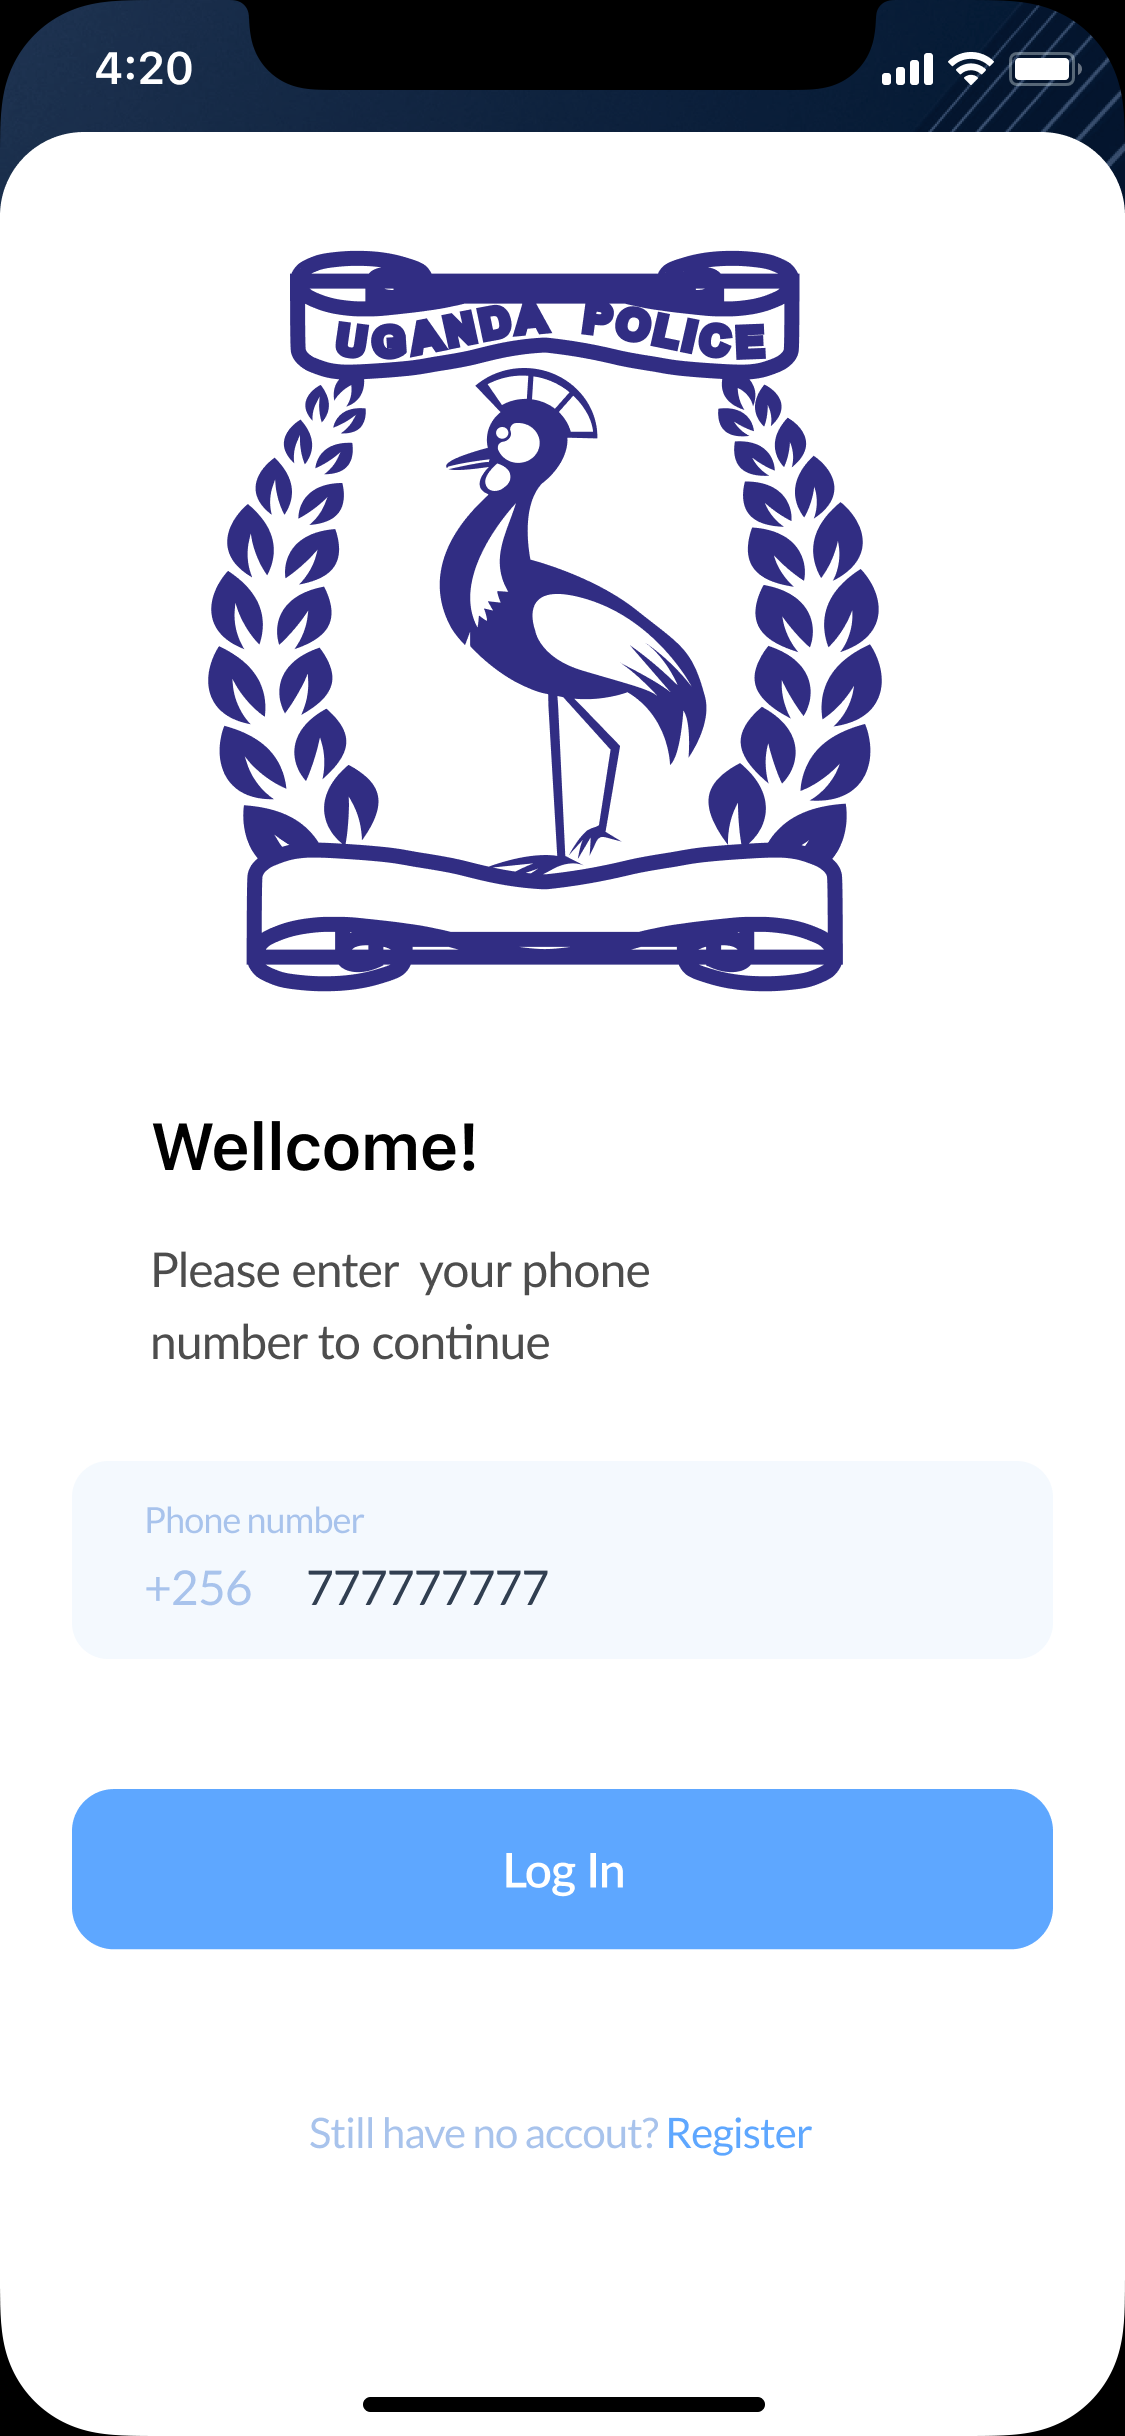 4:20
UGANDA POLICE
Wellcome!
Please enter  your phone
number to continue
Phone number
+256 777777777
Log In
Still have no accout? Register